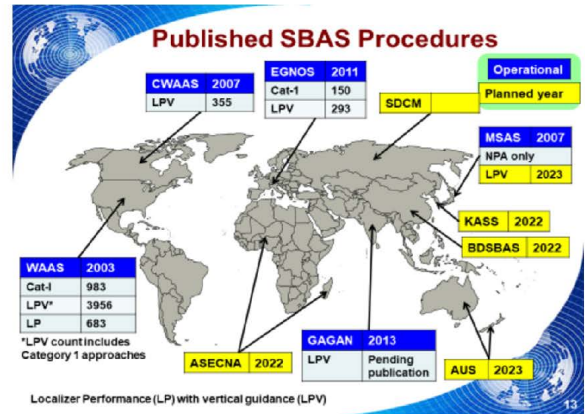 Published SBAS Procedures
CWAAS 2007
LPV 355
EGNOS 2011
Cat-1 150
LPV 293
SDCM
Operational
Planned year
MSAS 2007
NPA only
LPV 2023
KASS 2022
BDSBAS 2022
WAAS 2003
Cat-I 983
LPV* 3956
LP 683
*LPV count includes
Category 1 approaches
ASECNA 2022
GAGAN 2013
LPV Pending
publication
AUS 2023
Localizer Performance (LP) with vertical guidance (LPV)
13